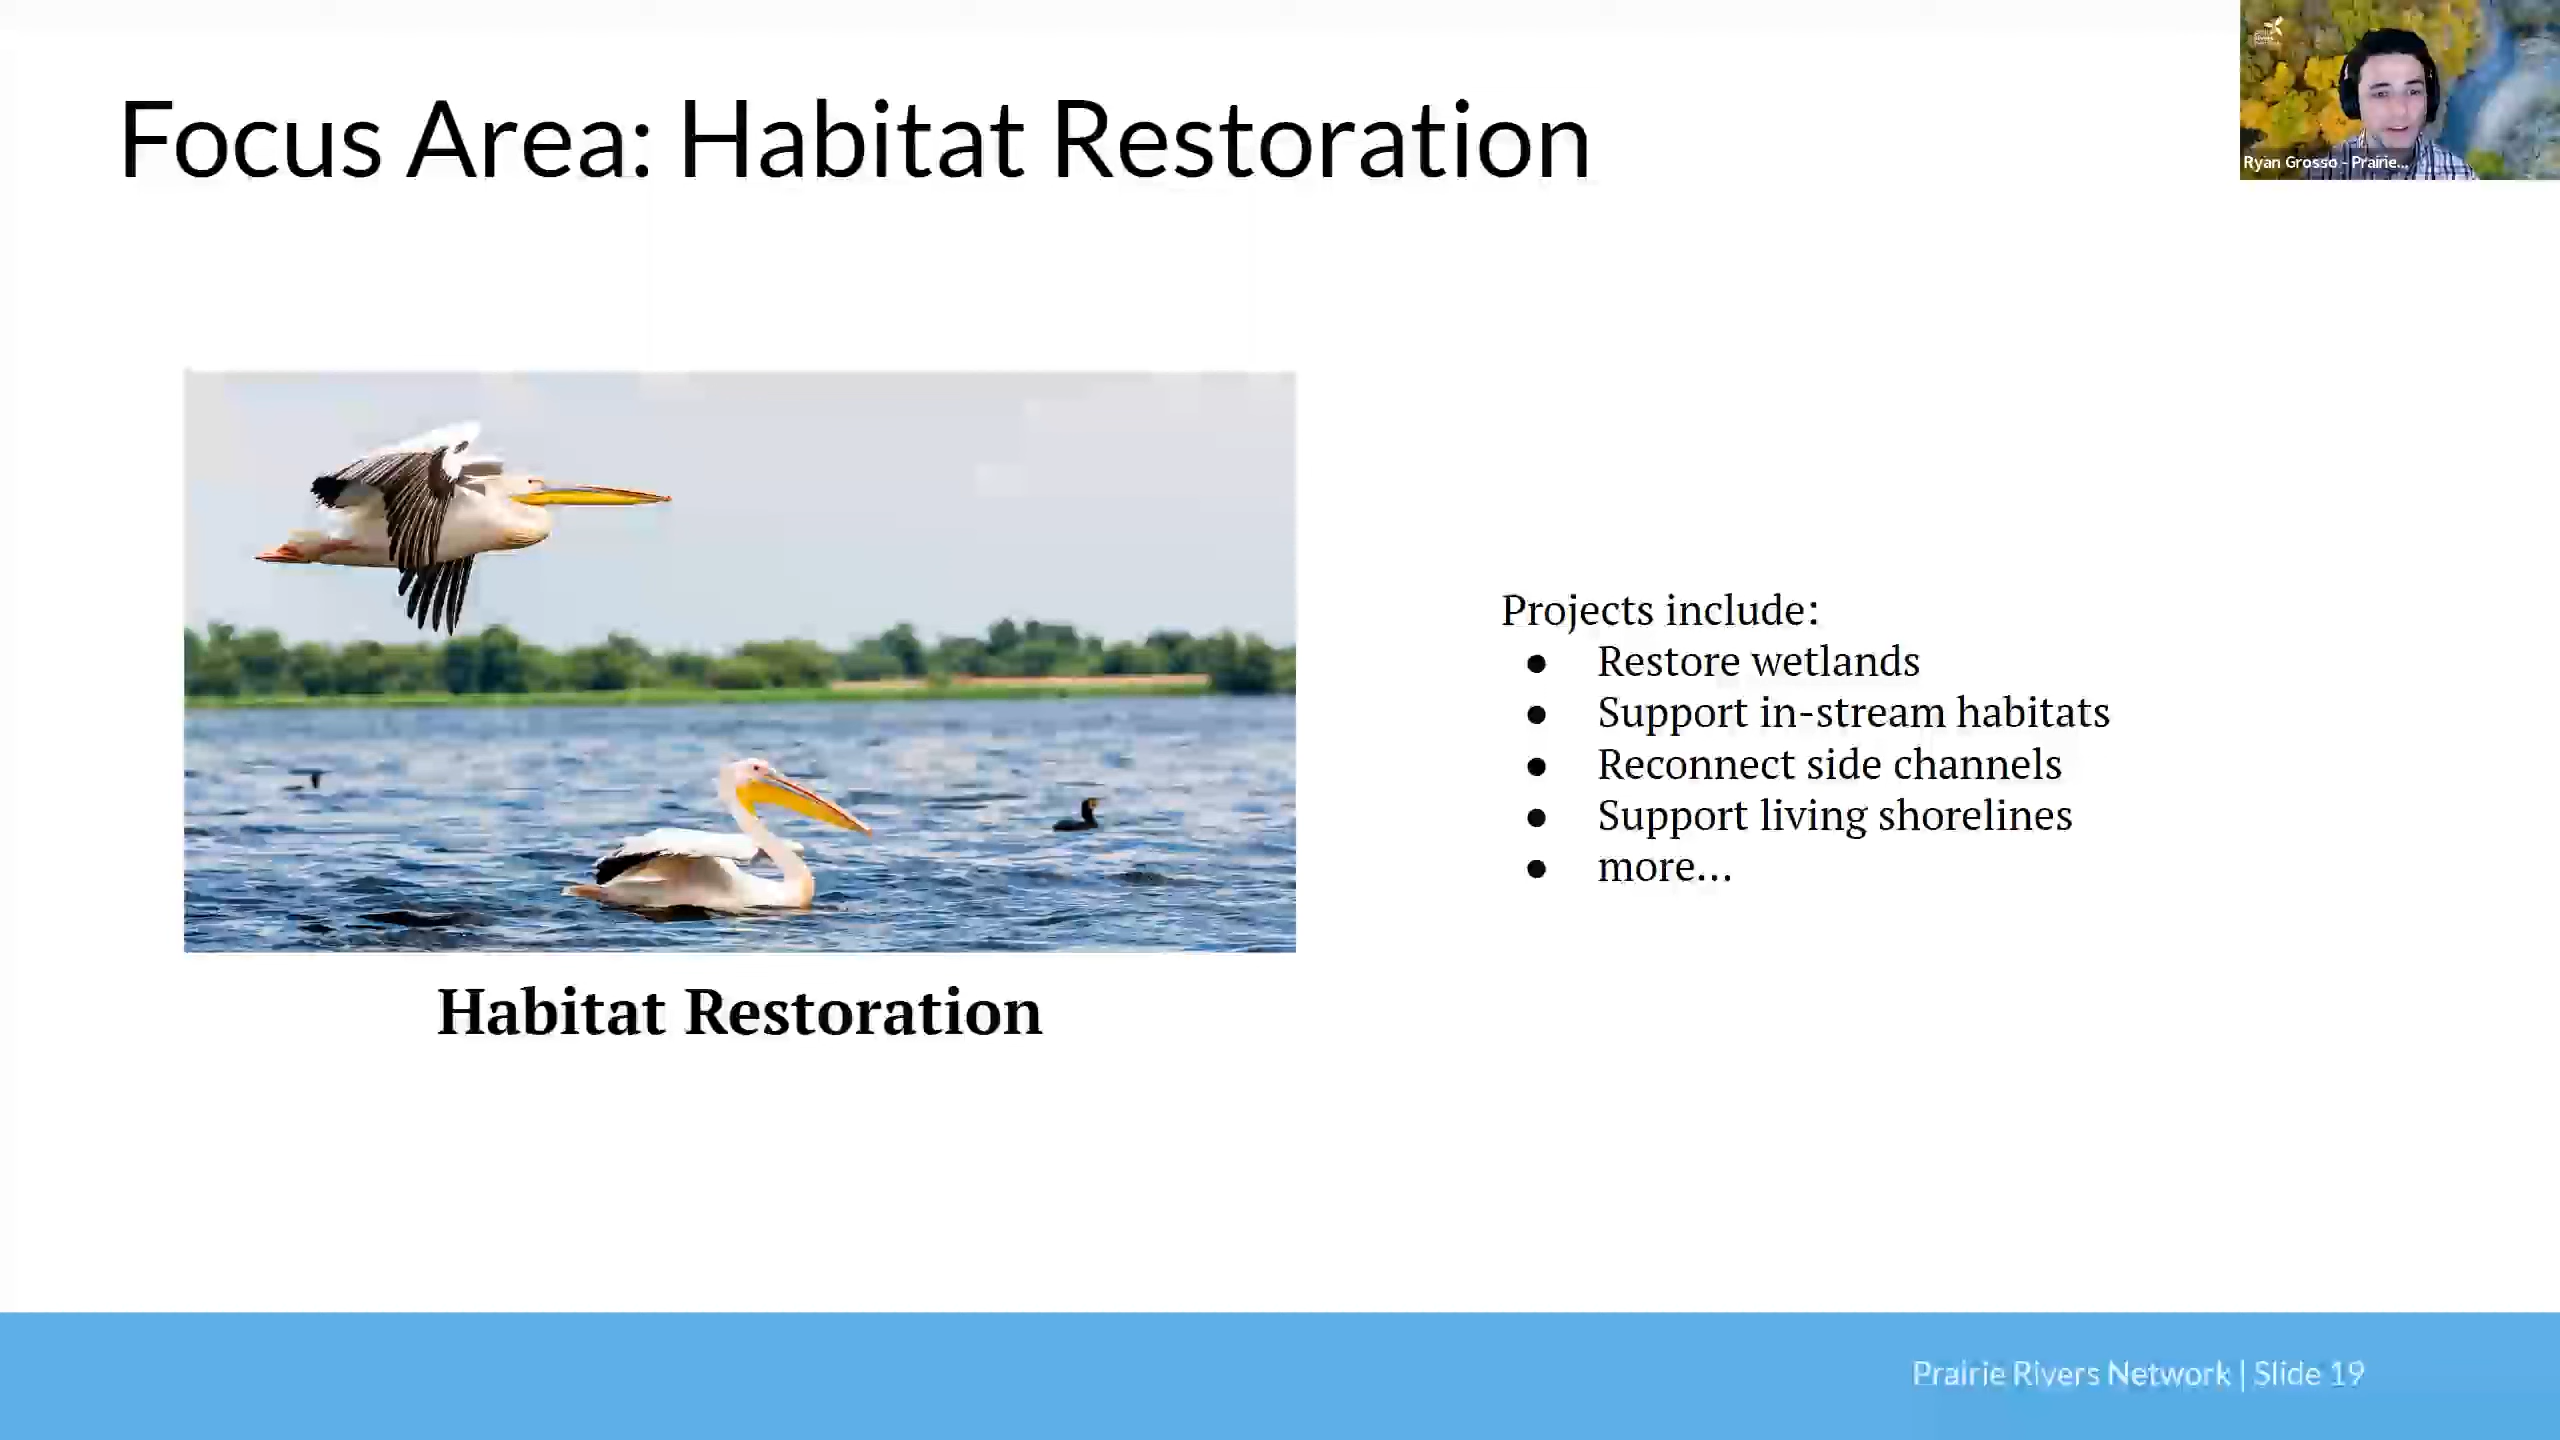 Focus Area: Habitat Restoration
Ryan Grosso - Prairie...
Projects include:
● Restore wetlands
● Support in-stream habitats
● Reconnect side channels
● Support living shorelines
● more...
Habitat Restoration
Prairie Rivers Network | Slide 19